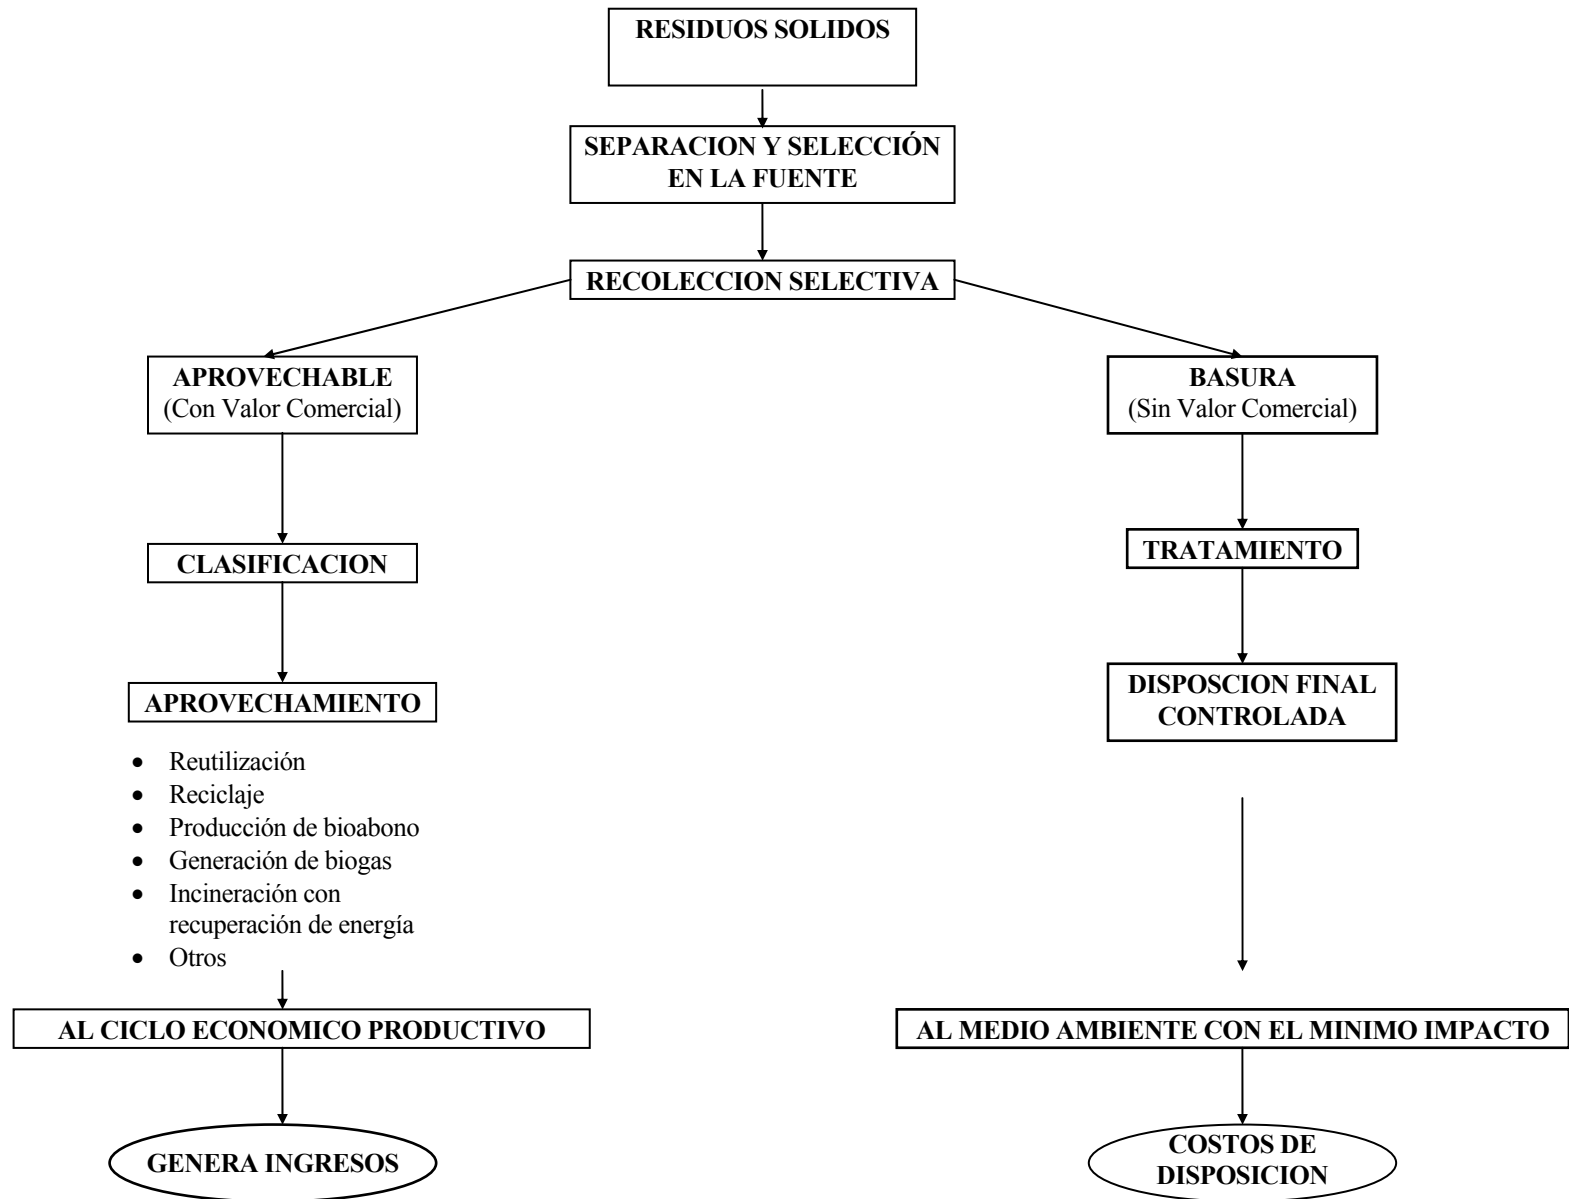 RESIDUOS SOLIDOS
SEPARACION Y SELECCIÓN
EN LA FUENTE
RECOLECCION SELECTIVA
APROVECHABLE
(Con Valor Comercial)
BASURA
(Sin Valor Comercial)
CLASIFICACION
TRATAMIENTO
APROVECHAMIENTO
DISPOSCION FINAL
CONTROLADA
• Reutilización
• Reciclaje
• Producción de bioabono
• Generación de biogas
• Incineración con
recuperación de energía
• Otros
AL CICLO ECONOMICO PRODUCTIVO
AL MEDIO AMBIENTE CON EL MINIMO IMPACTO
GENERA INGRESOS
COSTOS DE
DISPOSICION